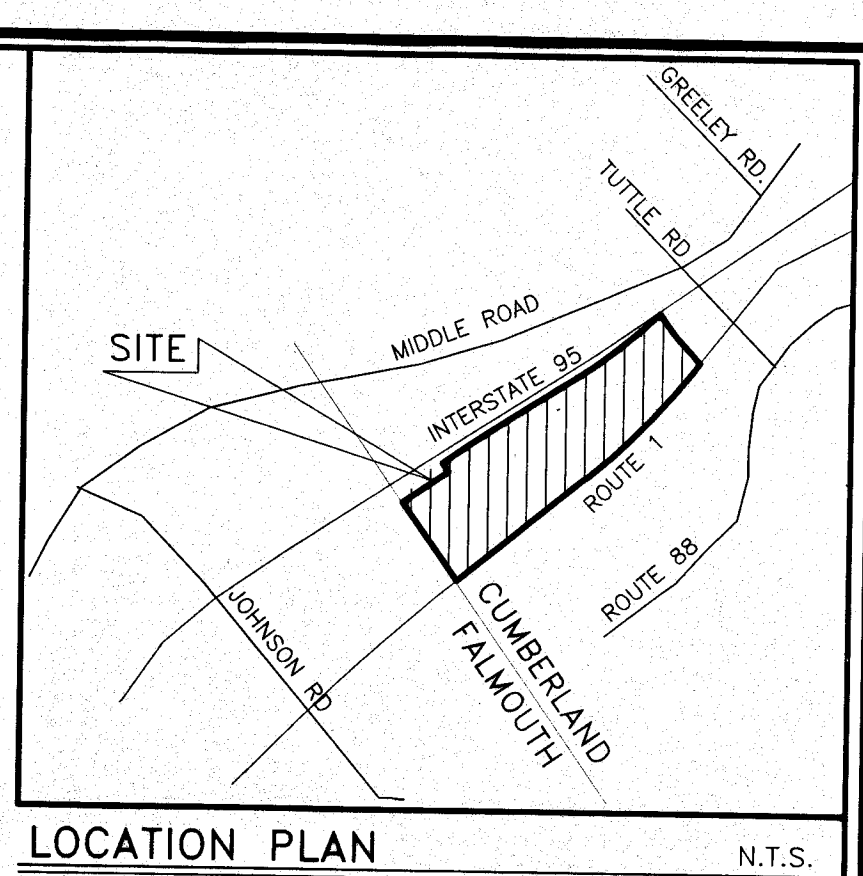 GREELEY RD.
TUTTLE RD
MIDDLE ROAD
SITE
INTERSTATE 95
ROUTE 1
ROUTE 88
JOHNSON RD
CUMBERLAND
FALMOUTH
LOCATION PLAN
N.T.S.